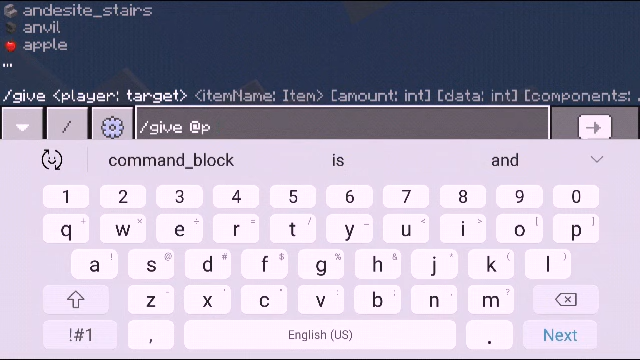 andesite_stairs
anvil
apple
...
/give <player: target> <itemName: Item> [amount: int] [data: int] [components: .
/ /give @p
command_block is and
1 2 3 4 5 6 7 8 9 0
q w e r t y u i o p
a s d f g h j k l
z x c v b n m
!#1 , English (US) . Next